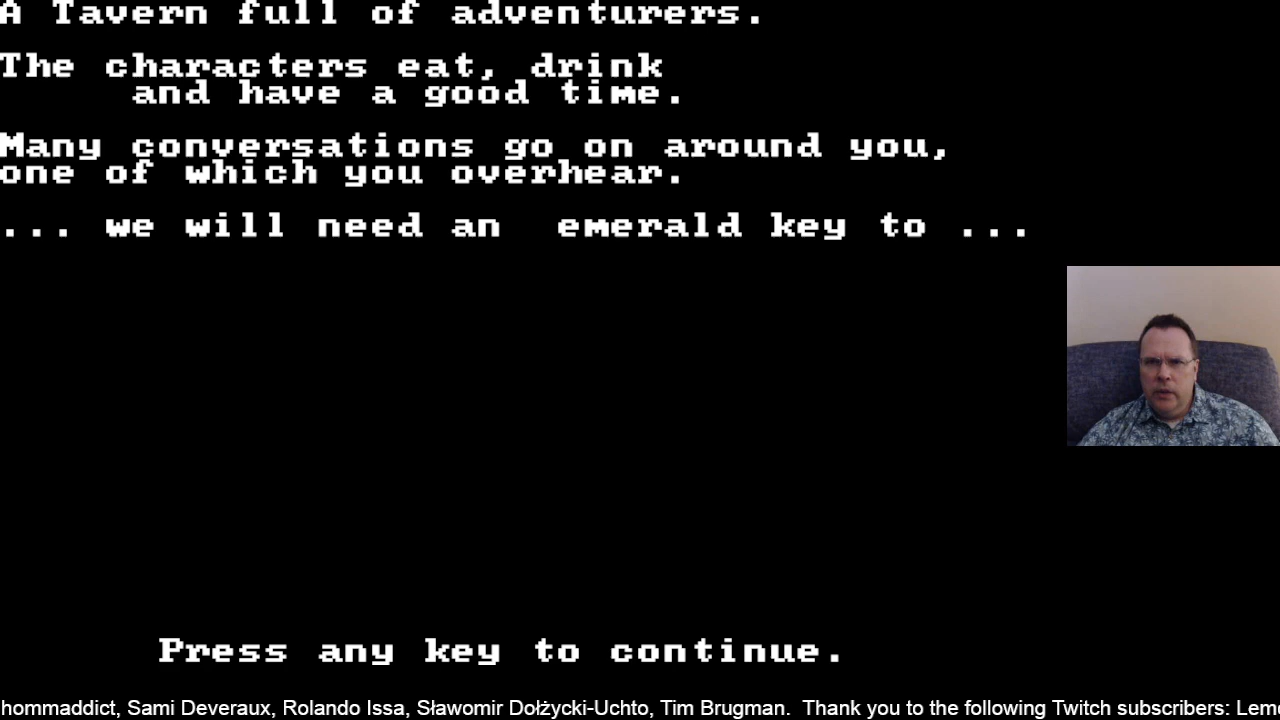 A Tavern full of adventurers.
The characters eat, drink
and have a good time.
Many conversations go on around you,
one of which you overhear.
... we will need an  emerald key to ...
Press any key to continue.
hommaddict, Sami Deveraux, Rolando Issa, Sławomir Dołżycki-Uchto, Tim Brugman.  Thank you to the following Twitch subscribers: Lem